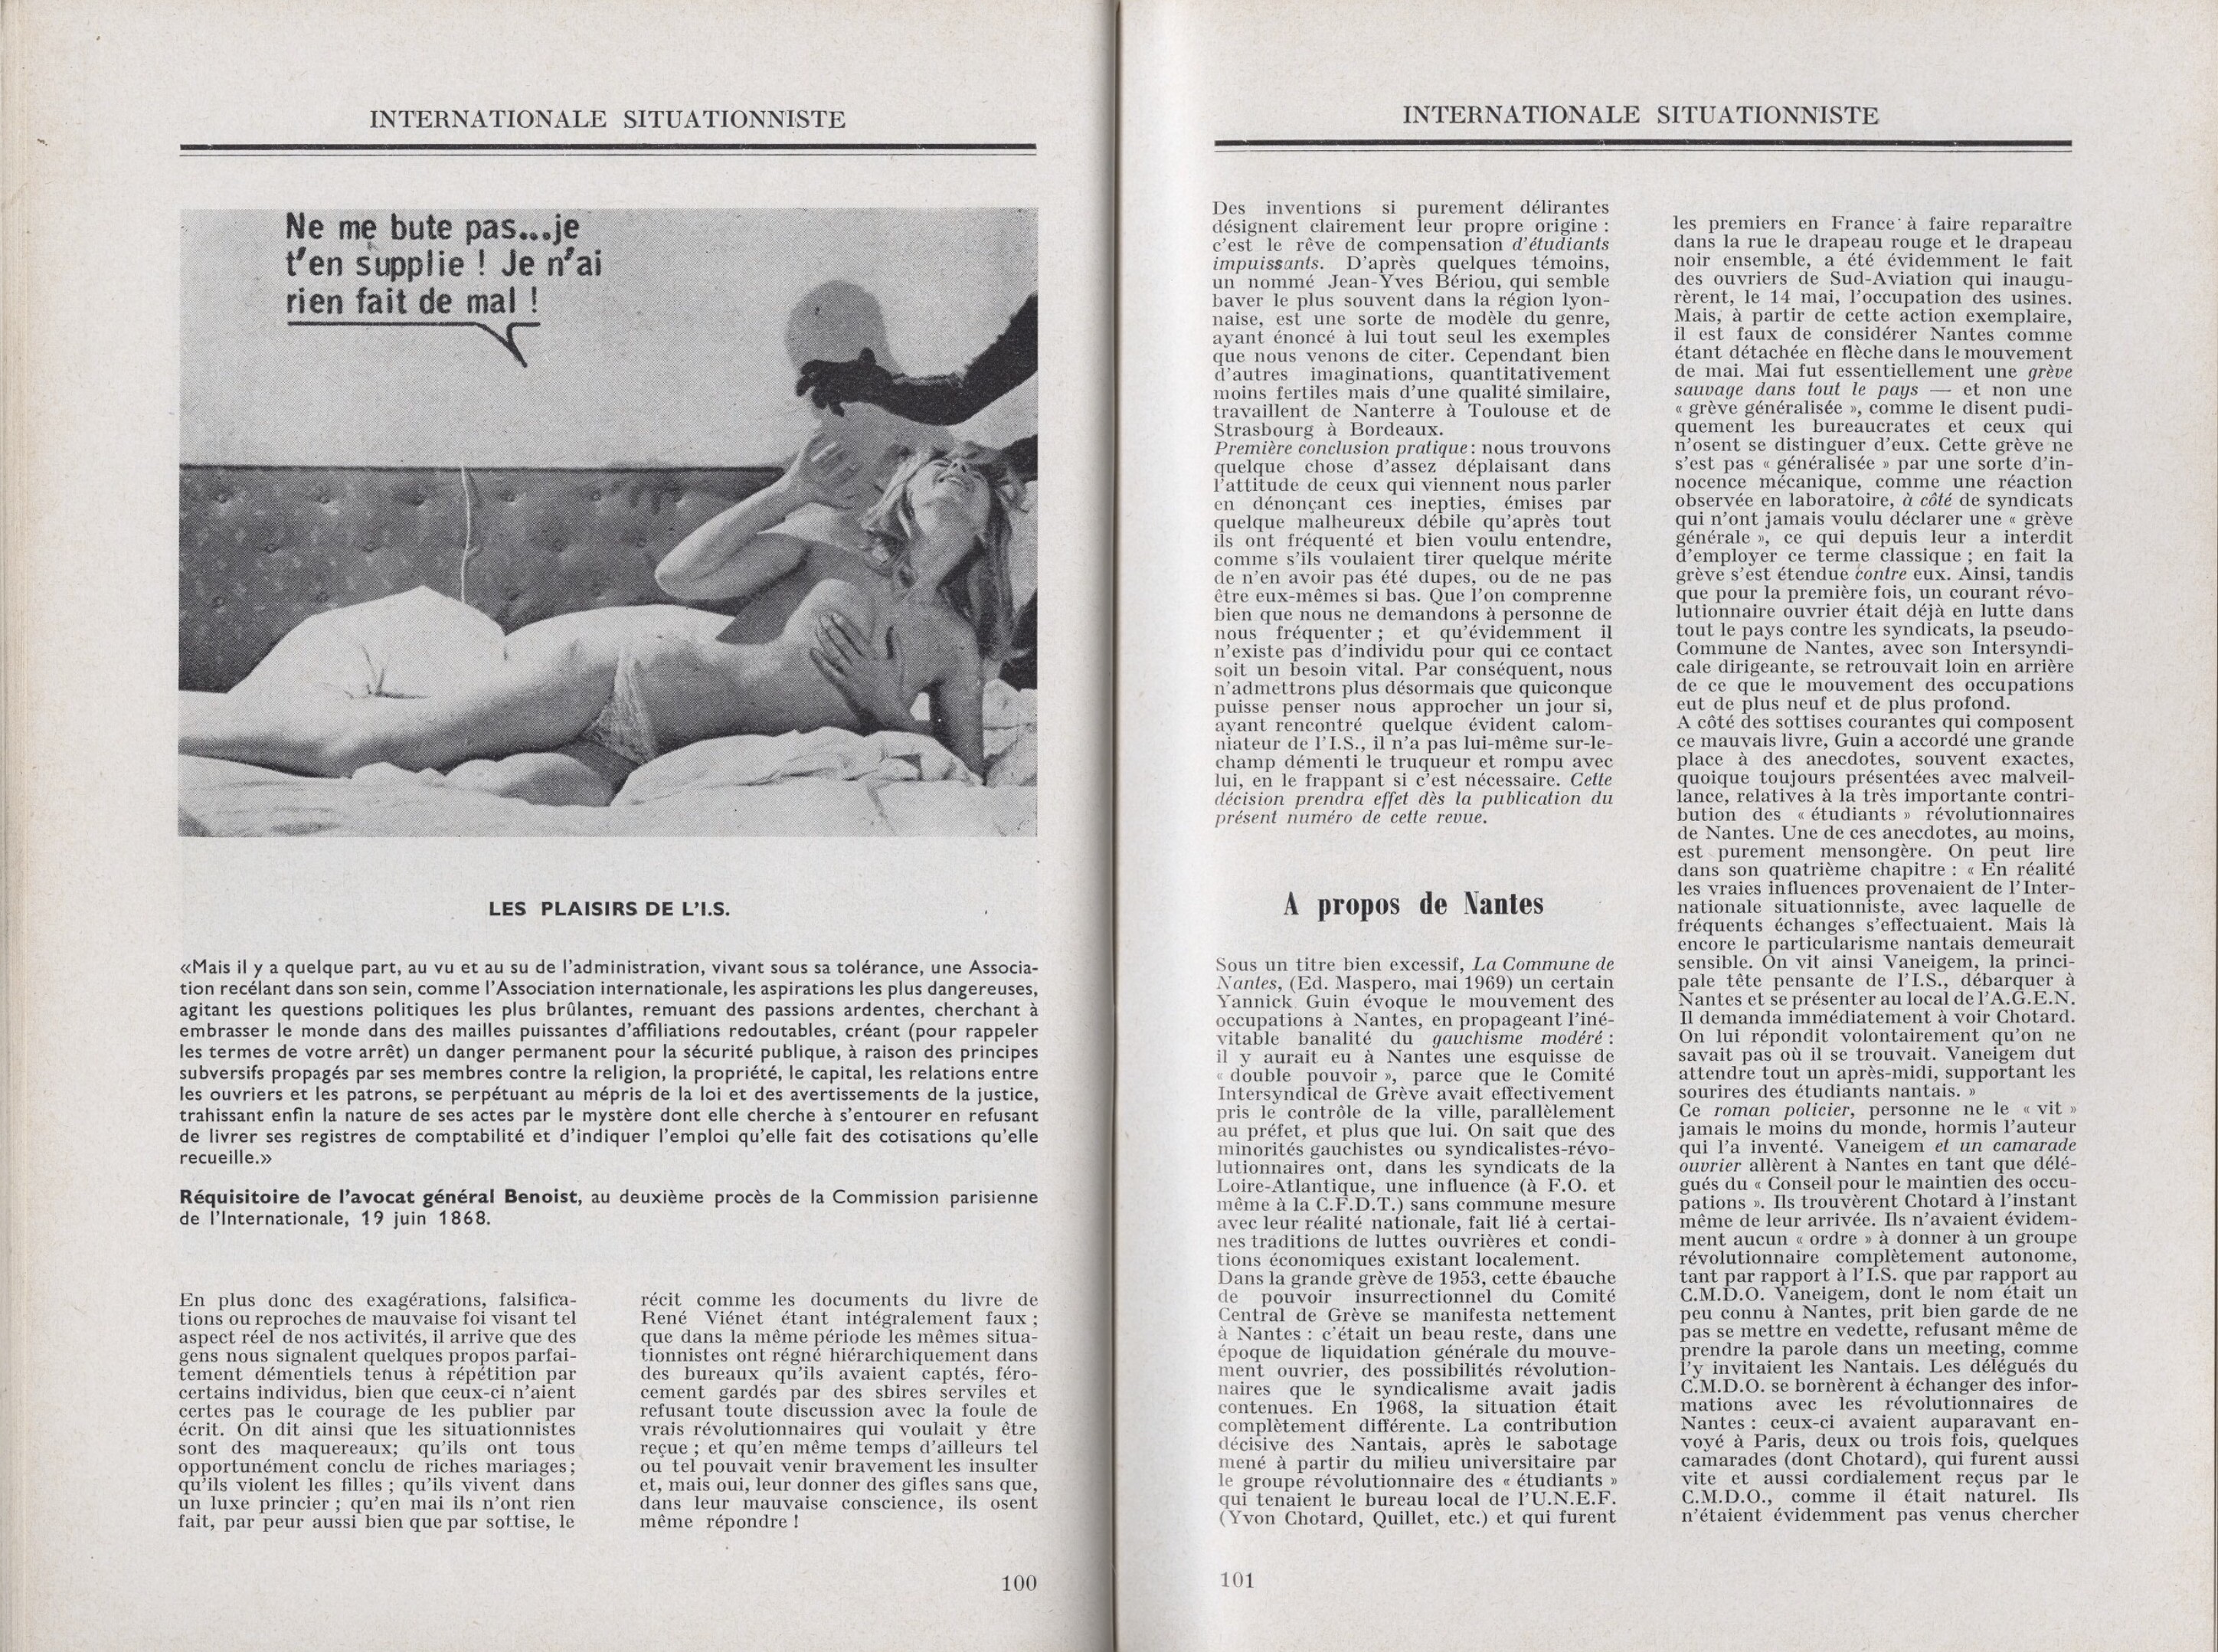 INTERNATIONALE SITUATIONNISTE
Ne me bute pas...je
t'en supplie ! Je n'ai
rien fait de mal !
LES PLAISIRS DE L'I.S.
«Mais il y a quelque part, au vu et au su de l'administration, vivant sous sa tolérance, une Associa-
tion recélant dans son sein, comme l'Association internationale, les aspirations les plus dangereuses,
agitant les questions politiques les plus brûlantes, remuant des passions ardentes, cherchant à
embrasser le monde dans des mailles puissantes d'affiliations redoutables, créant (pour rappeler
les termes de votre arrêt) un danger permanent pour la sécurité publique, à raison des principes
subversifs propagés par ses membres contre la religion, la propriété, le capital, les relations entre
les ouvriers et les patrons, se perpétuant au mépris de la loi et des avertissements de la justice,
trahissant enfin la nature de ses actes par le mystère dont elle cherche à s'entourer en refusant
de livrer ses registres de comptabilité et d'indiquer l'emploi qu'elle fait des cotisations qu'elle
recueille.»
Réquisitoire de l'avocat général Benoist, au deuxième procès de la Commission parisienne
de l'Internationale, 19 juin 1868.
En plus donc des exagérations, falsifica-
tions ou reproches de mauvaise foi visant tel
aspect réel de nos activités, il arrive que des
gens nous signalent quelques propos parfai-
tement démentiels tenus à répétition par
certains individus, bien que ceux-ci n'aient
certes pas le courage de les publier par
écrit. On dit ainsi que les situationnistes
sont des maquereaux; qu'ils ont tous
opportunément conclu de riches mariages;
qu'ils violent les filles ; qu'ils vivent dans
un luxe princier ; qu'en mai ils n'ont rien
fait, par peur aussi bien que par sottise, le
récit comme les documents du livre de
René Viénet étant intégralement faux ;
que dans la même période les mêmes situa-
tionnistes ont régné hiérarchiquement dans
des bureaux qu'ils avaient captés, féro-
cement gardés par des sbires serviles et
refusant toute discussion avec la foule de
vrais révolutionnaires qui voulait y être
reçue ; et qu'en même temps d'ailleurs tel
ou tel pouvait venir bravement les insulter
et, mais oui, leur donner des gifles sans que,
dans leur mauvaise conscience, ils osent
même répondre !
100
INTERNATIONALE SITUATIONNISTE
Des inventions si purement délirantes
désignent clairement leur propre origine :
c'est le rêve de compensation d'étudiants
impuissants. D'après quelques témoins,
un nommé Jean-Yves Bériou, qui semble
baver le plus souvent dans la région lyon-
naise, est une sorte de modèle du genre,
ayant énoncé à lui tout seul les exemples
que nous venons de citer. Cependant bien
d'autres imaginations, quantitativement
moins fertiles mais d'une qualité similaire,
travaillent de Nanterre à Toulouse et de
Strasbourg à Bordeaux.
Première conclusion pratique : nous trouvons
quelque chose d'assez déplaisant dans
l'attitude de ceux qui viennent nous parler
en dénonçant ces inepties, émises par
quelque malheureux débile qu'après tout
ils ont fréquenté et bien voulu entendre,
comme s'ils voulaient tirer quelque mérite
de n'en avoir pas été dupes, ou de ne pas
être eux-mêmes si bas. Que l'on comprenne
bien que nous ne demandons à personne de
nous fréquenter ; et qu'évidemment il
n'existe pas d'individu pour qui ce contact
soit un besoin vital. Par conséquent, nous
n'admettrons plus désormais que quiconque
puisse penser nous approcher un jour si,
ayant rencontré quelque évident calom-
niateur de l'I.S., il n'a pas lui-même sur-le-
champ démenti le truqueur et rompu avec
lui, en le frappant si c'est nécessaire. Cette
décision prendra effet dès la publication du
présent numéro de cette revue.
A propos de Nantes
Sous un titre bien excessif, La Commune de
Nantes, (Ed. Maspero, mai 1969) un certain
Yannick Guin évoque le mouvement des
occupations à Nantes, en propageant l'iné-
vitable banalité du gauchisme modéré :
il y aurait eu à Nantes une esquisse de
« double pouvoir », parce que le Comité
Intersyndical de Grève avait effectivement
pris le contrôle de la ville, parallèlement
au préfet, et plus que lui. On sait que des
minorités gauchistes ou syndicalistes-révo-
lutionnaires ont, dans les syndicats de la
Loire-Atlantique, une influence (à F.O. et
même à la C.F.D.T.) sans commune mesure
avec leur réalité nationale, fait lié à certai-
nes traditions de luttes ouvrières et condi-
tions économiques existant localement.
Dans la grande grève de 1953, cette ébauche
de pouvoir insurrectionnel du Comité
Central de Grève se manifesta nettement
à Nantes : c'était un beau reste, dans une
époque de liquidation générale du mouve-
ment ouvrier, des possibilités révolution-
naires que le syndicalisme avait jadis
contenues. En 1968, la situation était
complètement différente. La contribution
décisive des Nantais, après le sabotage
mené à partir du milieu universitaire par
le groupe révolutionnaire des « étudiants »
qui tenaient le bureau local de l'U.N.E.F.
(Yvon Chotard, Quillet, etc.) et qui furent
les premiers en France à faire reparaître
dans la rue le drapeau rouge et le drapeau
noir ensemble, a été évidemment le fait
des ouvriers de Sud-Aviation qui inaugu-
rèrent, le 14 mai, l'occupation des usines.
Mais, à partir de cette action exemplaire,
il est faux de considérer Nantes comme
étant détachée en flèche dans le mouvement
de mai. Mai fut essentiellement une grève
sauvage dans tout le pays — et non une
« grève généralisée », comme le disent pudi-
quement les bureaucrates et ceux qui
n'osent se distinguer d'eux. Cette grève ne
s'est pas « généralisée » par une sorte d'in-
nocence mécanique, comme une réaction
observée en laboratoire, à côté de syndicats
qui n'ont jamais voulu déclarer une « grève
générale », ce qui depuis leur a interdit
d'employer ce terme classique ; en fait la
grève s'est étendue contre eux. Ainsi, tandis
que pour la première fois, un courant révo-
lutionnaire ouvrier était déjà en lutte dans
tout le pays contre les syndicats, la pseudo-
Commune de Nantes, avec son Intersyndi-
cale dirigeante, se retrouvait loin en arrière
de ce que le mouvement des occupations
eut de plus neuf et de plus profond.
A côté des sottises courantes qui composent
ce mauvais livre, Guin a accordé une grande
place à des anecdotes, souvent exactes,
quoique toujours présentées avec malveil-
lance, relatives à la très importante contri-
bution des « étudiants » révolutionnaires
de Nantes. Une de ces anecdotes, au moins,
est purement mensongère. On peut lire
dans son quatrième chapitre : « En réalité
les vraies influences provenaient de l'Inter-
nationale situationniste, avec laquelle de
fréquents échanges s'effectuaient. Mais là
encore le particularisme nantais demeurait
sensible. On vit ainsi Vaneigem, la princi-
pale tête pensante de l'I.S., débarquer à
Nantes et se présenter au local de l'A.G.E.N.
Il demanda immédiatement à voir Chotard.
On lui répondit volontairement qu'on ne
savait pas où il se trouvait. Vaneigem dut
attendre tout un après-midi, supportant les
sourires des étudiants nantais. »
Ce roman policier, personne ne le « vit »
jamais le moins du monde, hormis l'auteur
qui l'a inventé. Vaneigem et un camarade
ouvrier allèrent à Nantes en tant que délé-
gués du « Conseil pour le maintien des occu-
pations ». Ils trouvèrent Chotard à l'instant
même de leur arrivée. Ils n'avaient évidem-
ment aucun « ordre » à donner à un groupe
révolutionnaire complètement autonome,
tant par rapport à l'I.S. que par rapport au
C.M.D.O. Vaneigem, dont le nom était un
peu connu à Nantes, prit bien garde de ne
pas se mettre en vedette, refusant même de
prendre la parole dans un meeting, comme
l'y invitaient les Nantais. Les délégués du
C.M.D.O. se bornèrent à échanger des infor-
mations avec les révolutionnaires de
Nantes : ceux-ci avaient auparavant en-
voyé à Paris, deux ou trois fois, quelques
camarades (dont Chotard), qui furent aussi
vite et aussi cordialement reçus par le
C.M.D.O., comme il était naturel. Ils
n'étaient évidemment pas venus chercher
101